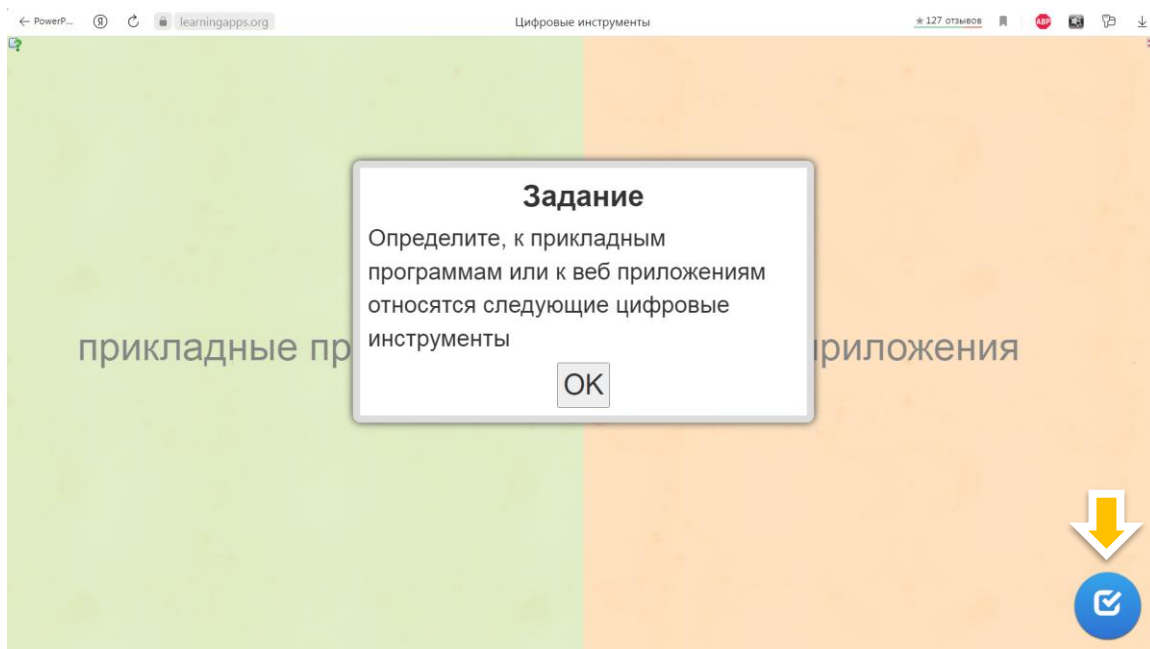 ← PowerP... Я learningapps.org Цифровые инструменты ★ 127 отзывов ABP
Задание
Определите, к прикладным
программам или к веб приложениям
относятся следующие цифровые
инструменты
прикладные пр
приложения
OK